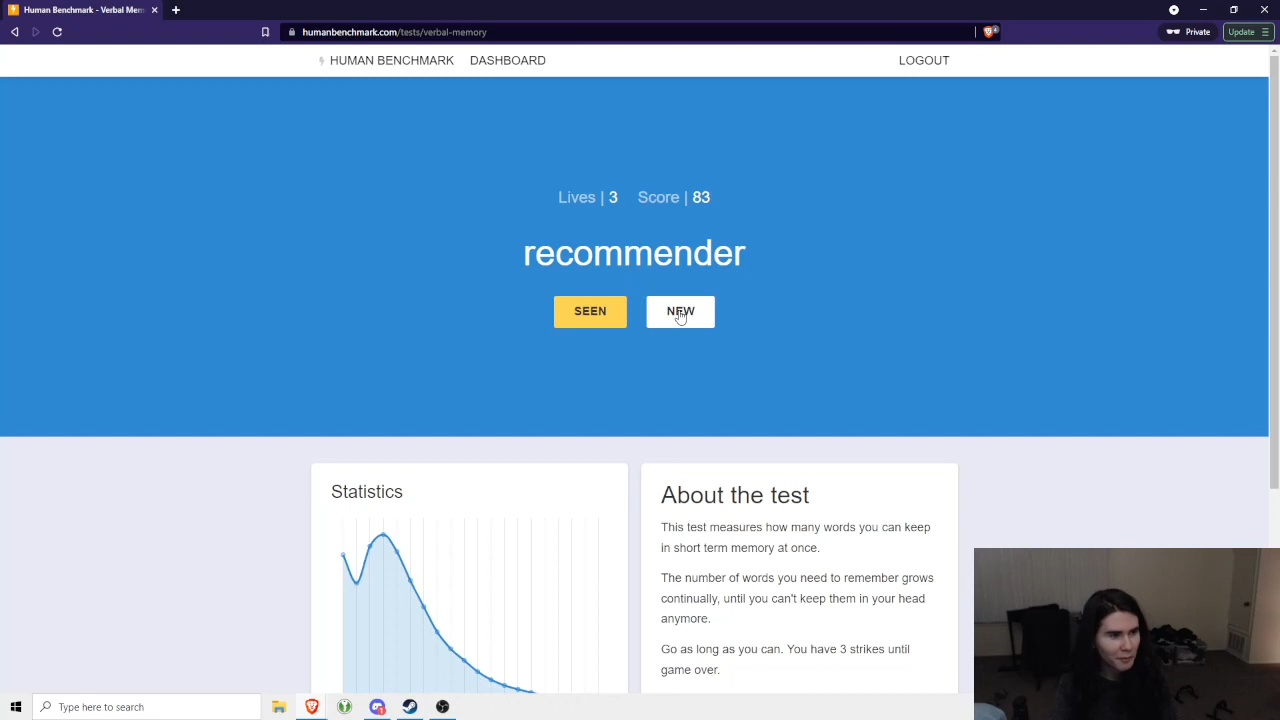 Human Benchmark - Verbal Mem
humanbenchmark.com/tests/verbal-memory
4
Private
Update
HUMAN BENCHMARK
DASHBOARD
LOGOUT
Lives | 3
Score | 83
recommender
SEEN
NEW
Statistics
About the test
This test measures how many words you can keep
in short term memory at once.
The number of words you need to remember grows
continually, until you can't keep them in your head
anymore.
Go as long as you can. You have 3 strikes until
game over.
Type here to search
1